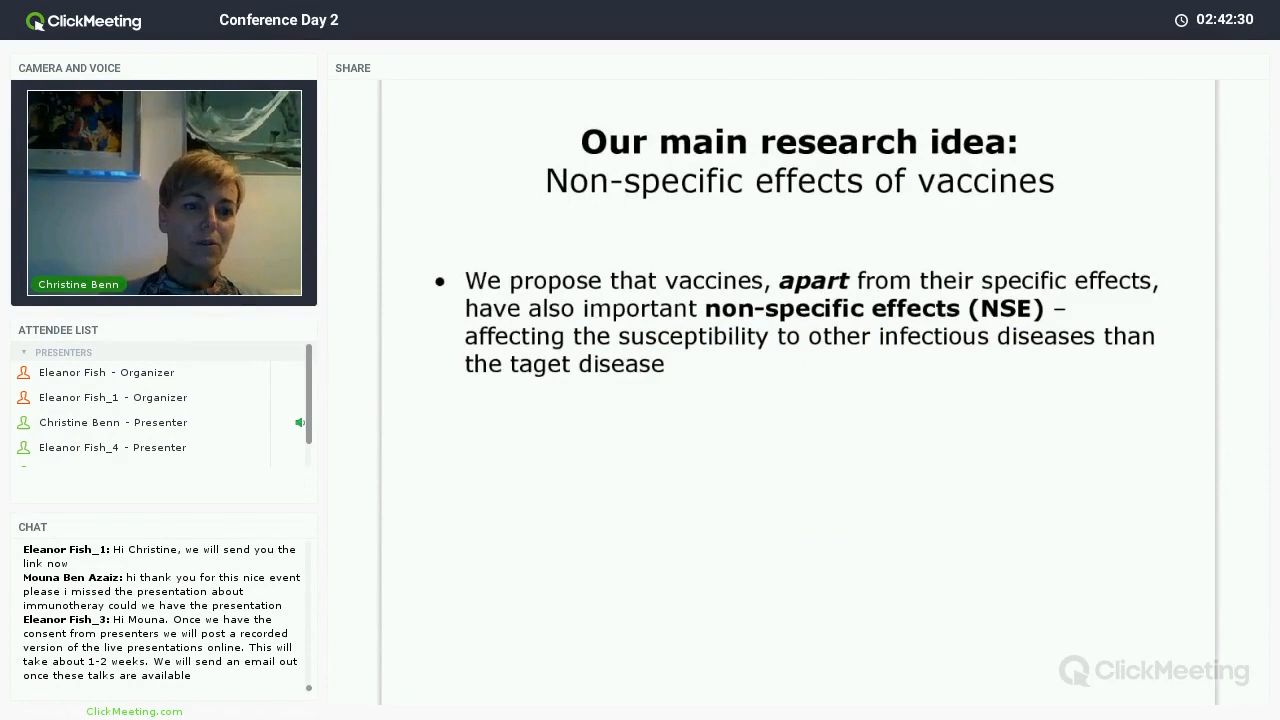 ClickMeeting
Conference Day 2
02:42:30
CAMERA AND VOICE
Christine Benn
ATTENDEE LIST
PRESENTERS
Eleanor Fish - Organizer
Eleanor Fish_1 - Organizer
Christine Benn - Presenter
Eleanor Fish_4 - Presenter
CHAT
Eleanor Fish_1: Hi Christine, we will send you the
link now
Mouna Ben Azaiz: hi thank you for this nice event
please i missed the presentation about
immunotheray could we have the presentation
Eleanor Fish_3: Hi Mouna. Once we have the
consent from presenters we will post a recorded
version of the live presentations online. This will
take about 1-2 weeks. We will send an email out
once these talks are available
ClickMeeting.com
SHARE
Our main research idea:
Non-specific effects of vaccines
• We propose that vaccines, apart from their specific effects,
have also important non-specific effects (NSE) –
affecting the susceptibility to other infectious diseases than
the taget disease
ClickMeeting